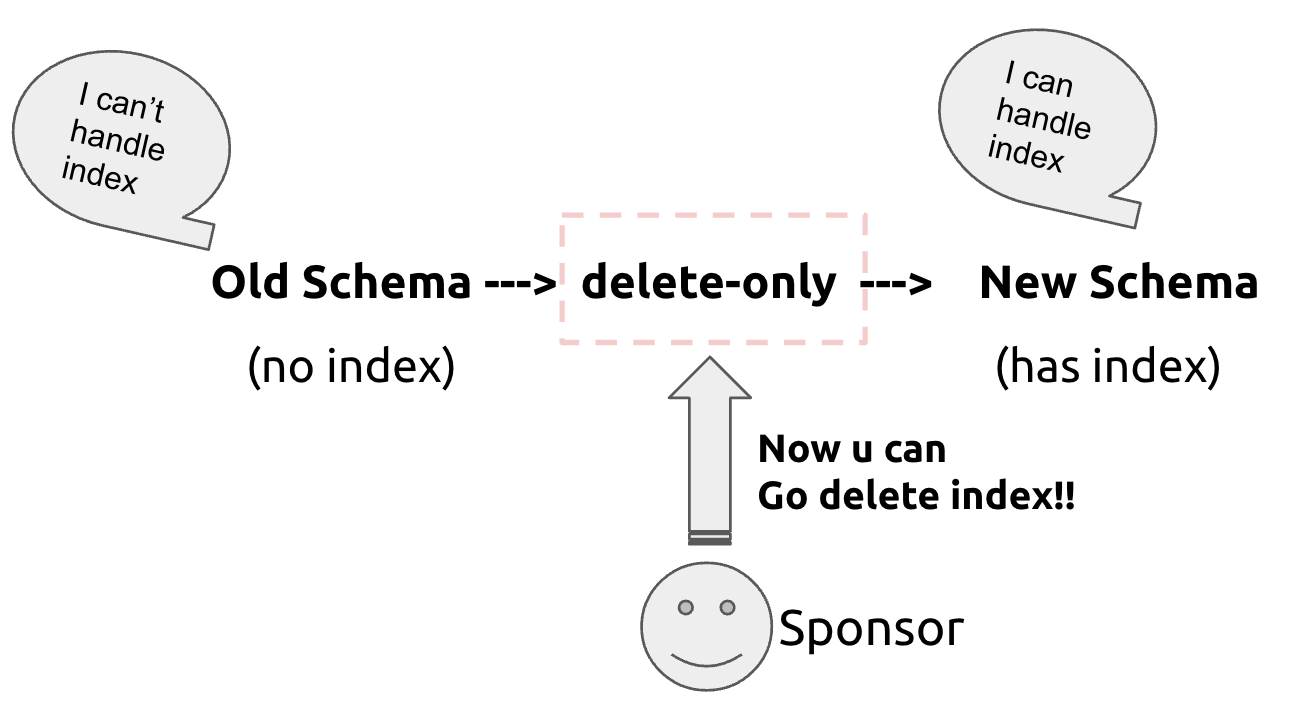 I can’t
handle
index
I can
handle
index
Old Schema ---> delete-only ---> New Schema
(no index)
(has index)
Now u can
Go delete index!!
Sponsor